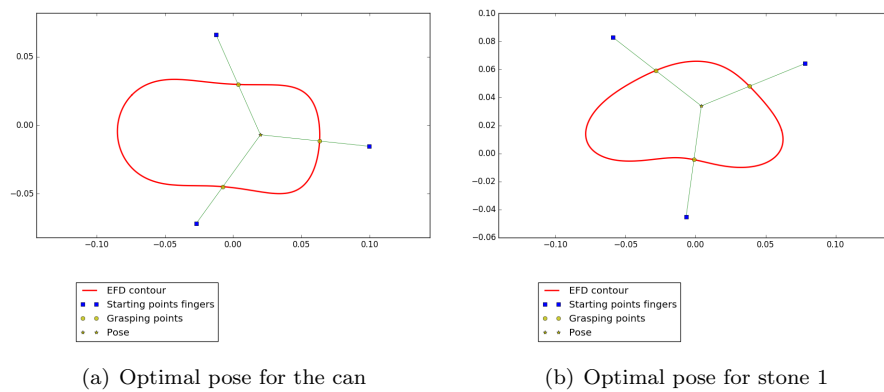 0.05
0.00
−0.05
−0.10 −0.05 0.00 0.05 0.10
EFD contour
Starting points fingers
Grasping points
Pose
(a) Optimal pose for the can
0.10
0.08
0.06
0.04
0.02
0.00
−0.02
−0.04
−0.06
−0.10 −0.05 0.00 0.05 0.10
EFD contour
Starting points fingers
Grasping points
Pose
(b) Optimal pose for stone 1